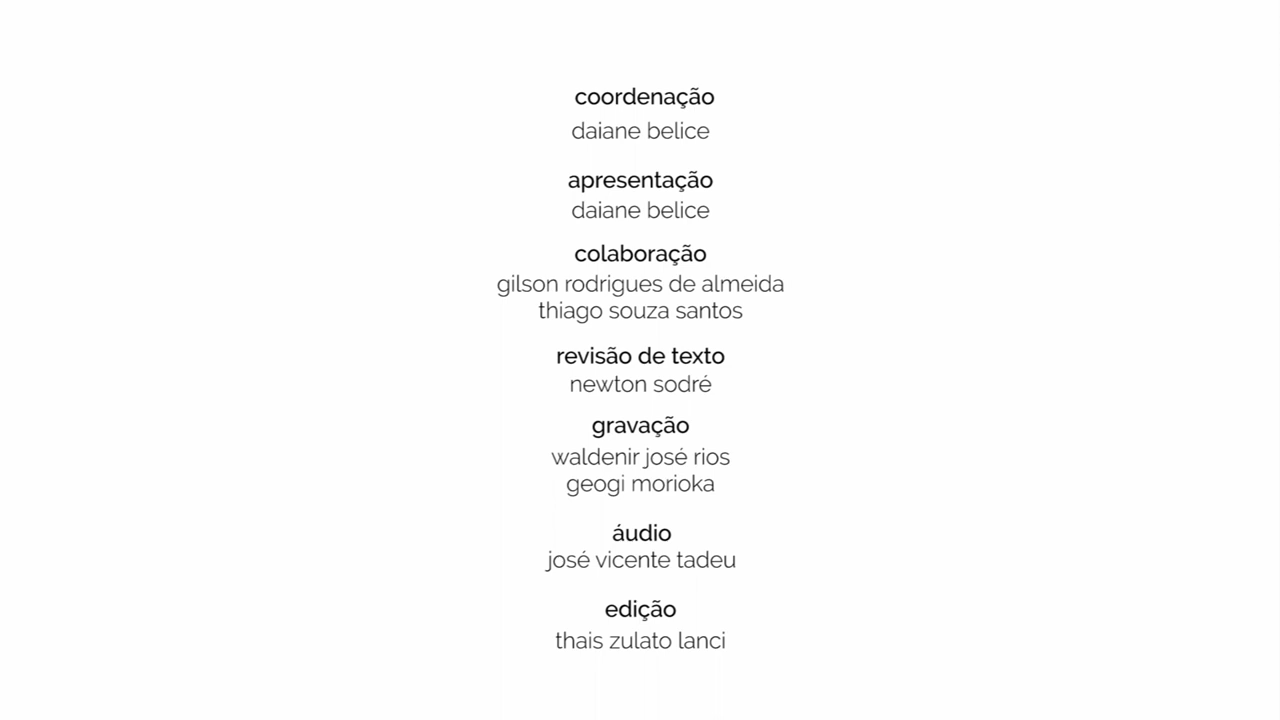 coordenação
daiane belice
apresentação
daiane belice
colaboração
gilson rodrigues de almeida
thiago souza santos
revisão de texto
newton sodré
gravação
waldenir josé rios
geogi morioka
áudio
josé vicente tadeu
edição
thais zulato lanci